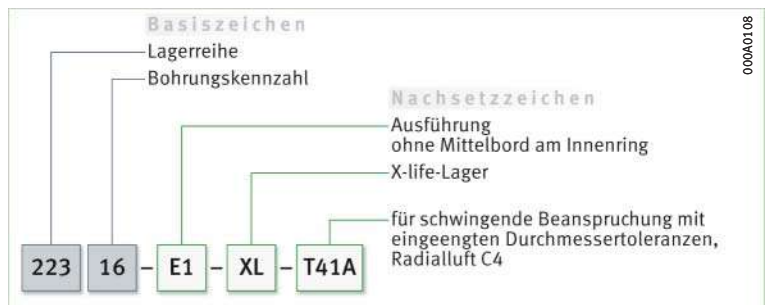 Basiszeichen
Lagerreihe
Bohrungskennzahl
Nachsetzzeichen
Ausführung
ohne Mittelbord am Innenring
X-life-Lager
für schwingende Beanspruchung mit
eingeengten Durchmessertoleranzen,
Radialluft C4
223 16 – E1 – XL – T41A
000A0108